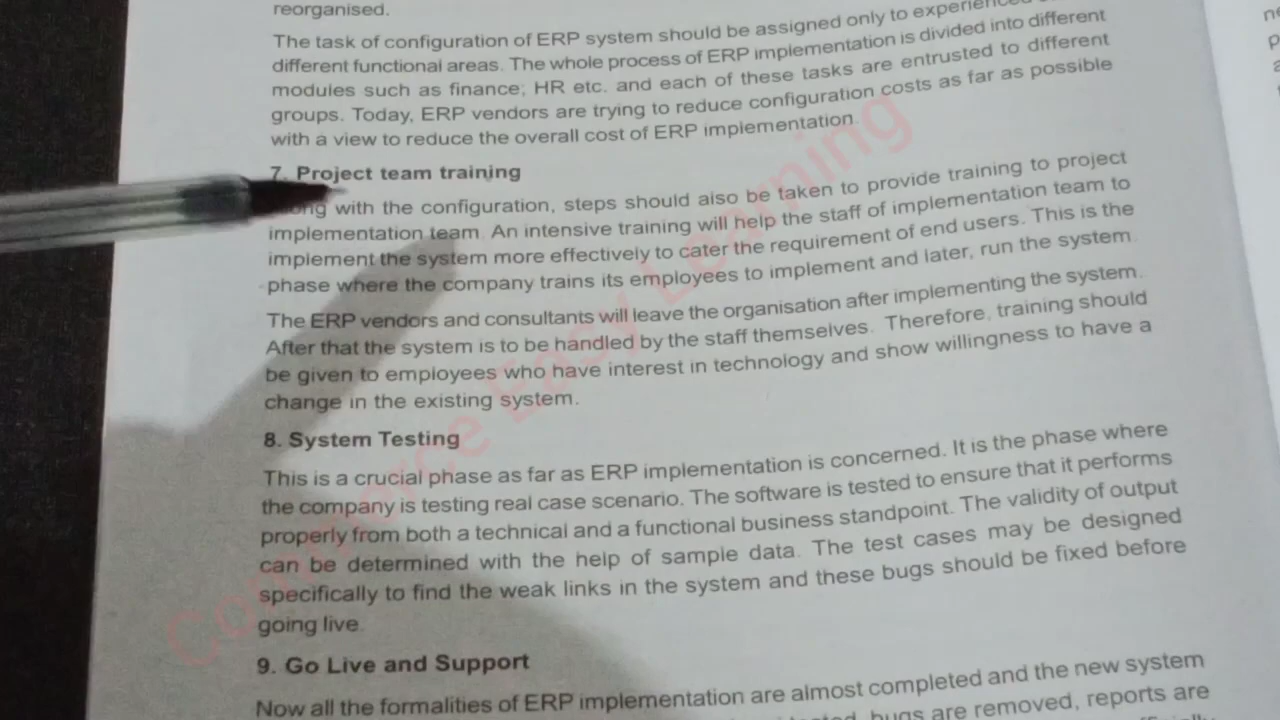 reorganised.
The task of configuration of ERP system should be assigned only to
different functional areas. The whole process of ERP implementation is divided into different
modules such as finance; HR etc. and each of these tasks are entrusted to different
groups. Today, ERP vendors are trying to reduce configuration costs as far as possible
with a view to reduce the overall cost of ERP implementation.
7. Project team training
with the configuration, steps should also be taken to provide training to project
implementation team. An intensive training will help the staff of implementation team to
implement the system more effectively to cater the requirement of end users. This is the
phase where the company trains its employees to implement and later, run the system.
The ERP vendors and consultants will leave the organisation after implementing the system.
After that the system is to be handled by the staff themselves. Therefore, training should
be given to employees who have interest in technology and show willingness to have a
change in the existing system.
8. System Testing
This is a crucial phase as far as ERP implementation is concerned. It is the phase where
the company is testing real case scenario. The software is tested to ensure that it performs
properly from both a technical and a functional business standpoint. The validity of output
can be determined with the help of sample data. The test cases may be designed
specifically to find the weak links in the system and these bugs should be fixed before
going live.
9. Go Live and Support
Now all the formalities of ERP implementation are almost completed and the new system
bugs are removed, reports are
Commerce Easy Learning